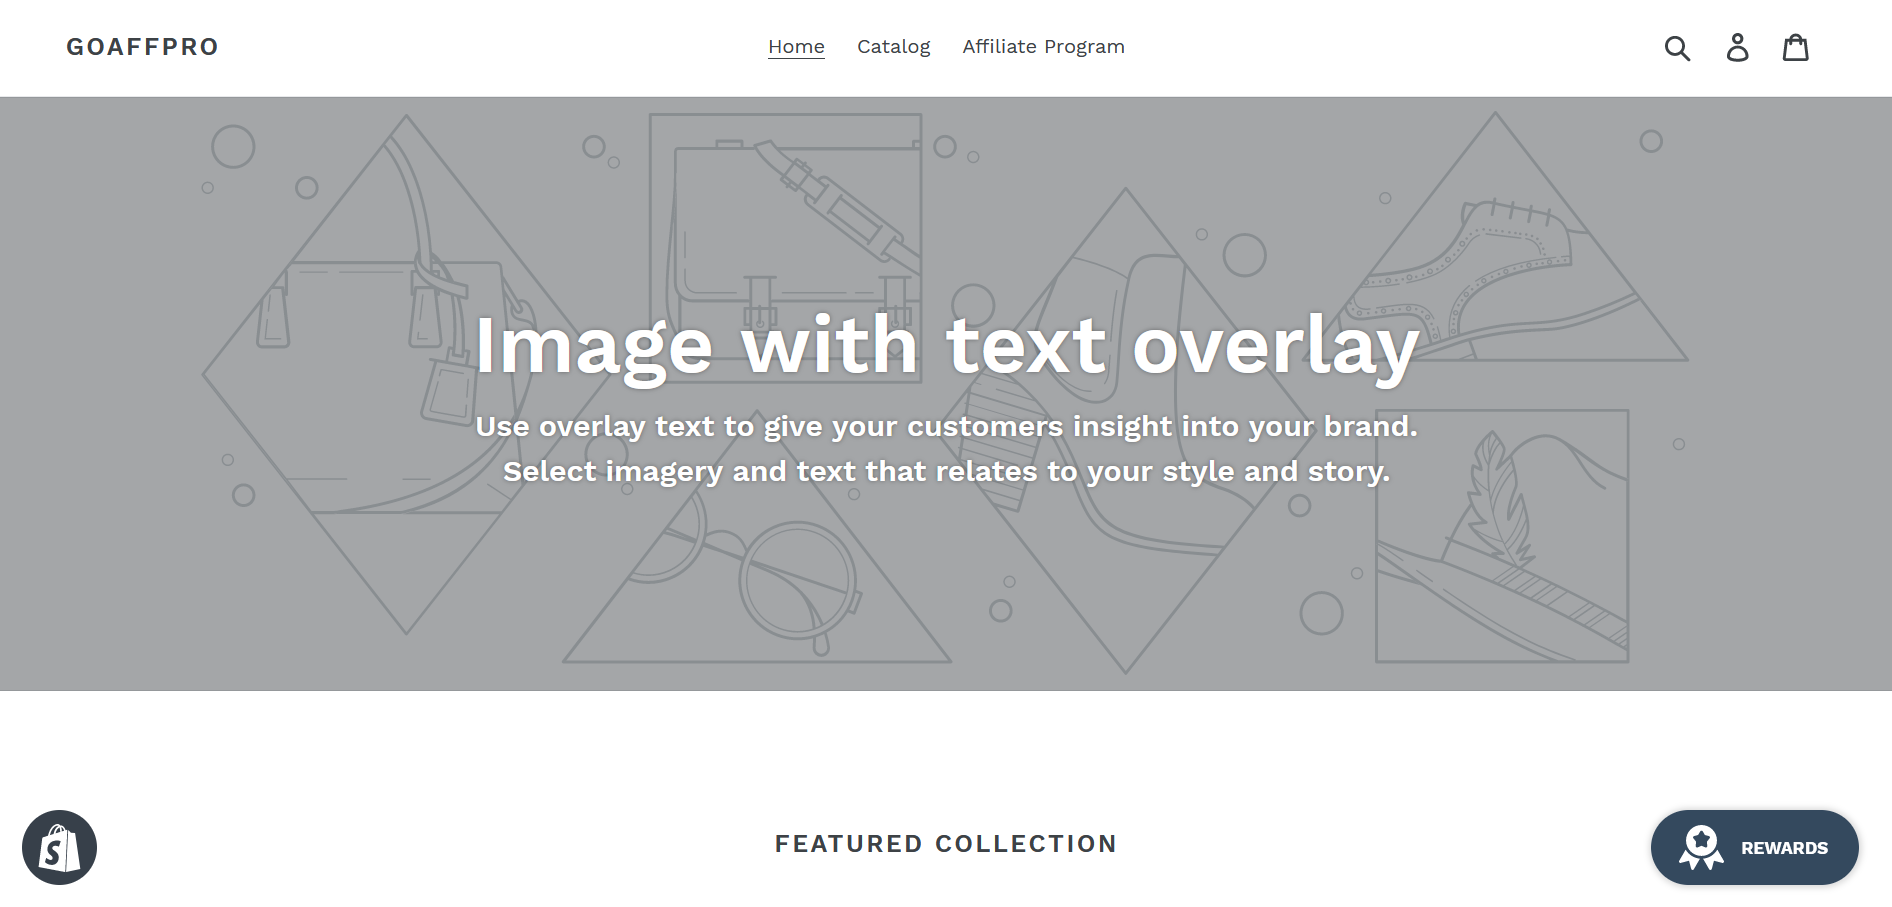 GOAFFPRO
Home Catalog Affiliate Program
Image with text overlay
Use overlay text to give your customers insight into your brand.
Select imagery and text that relates to your style and story.
FEATURED COLLECTION
S
REWARDS